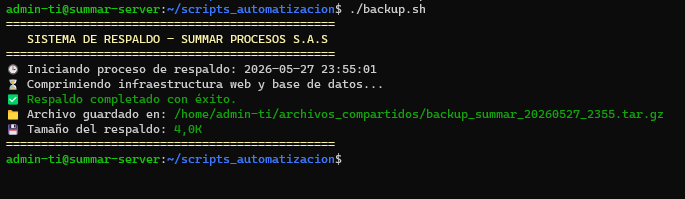 admin-ti@summar-server:~/scripts_automatizacion$ ./backup.sh
==============================================
   SISTEMA DE RESPALDO - SUMMAR PROCESOS S.A.S
==============================================
🕒 Iniciando proceso de respaldo: 2026-05-27 23:55:01
⏳ Comprimiendo infraestructura web y base de datos...
✅ Respaldo completado con éxito.
📁 Archivo guardado en: /home/admin-ti/archivos_compartidos/backup_summar_20260527_2355.tar.gz
💾 Tamaño del respaldo: 4,0K
==============================================
admin-ti@summar-server:~/scripts_automatizacion$